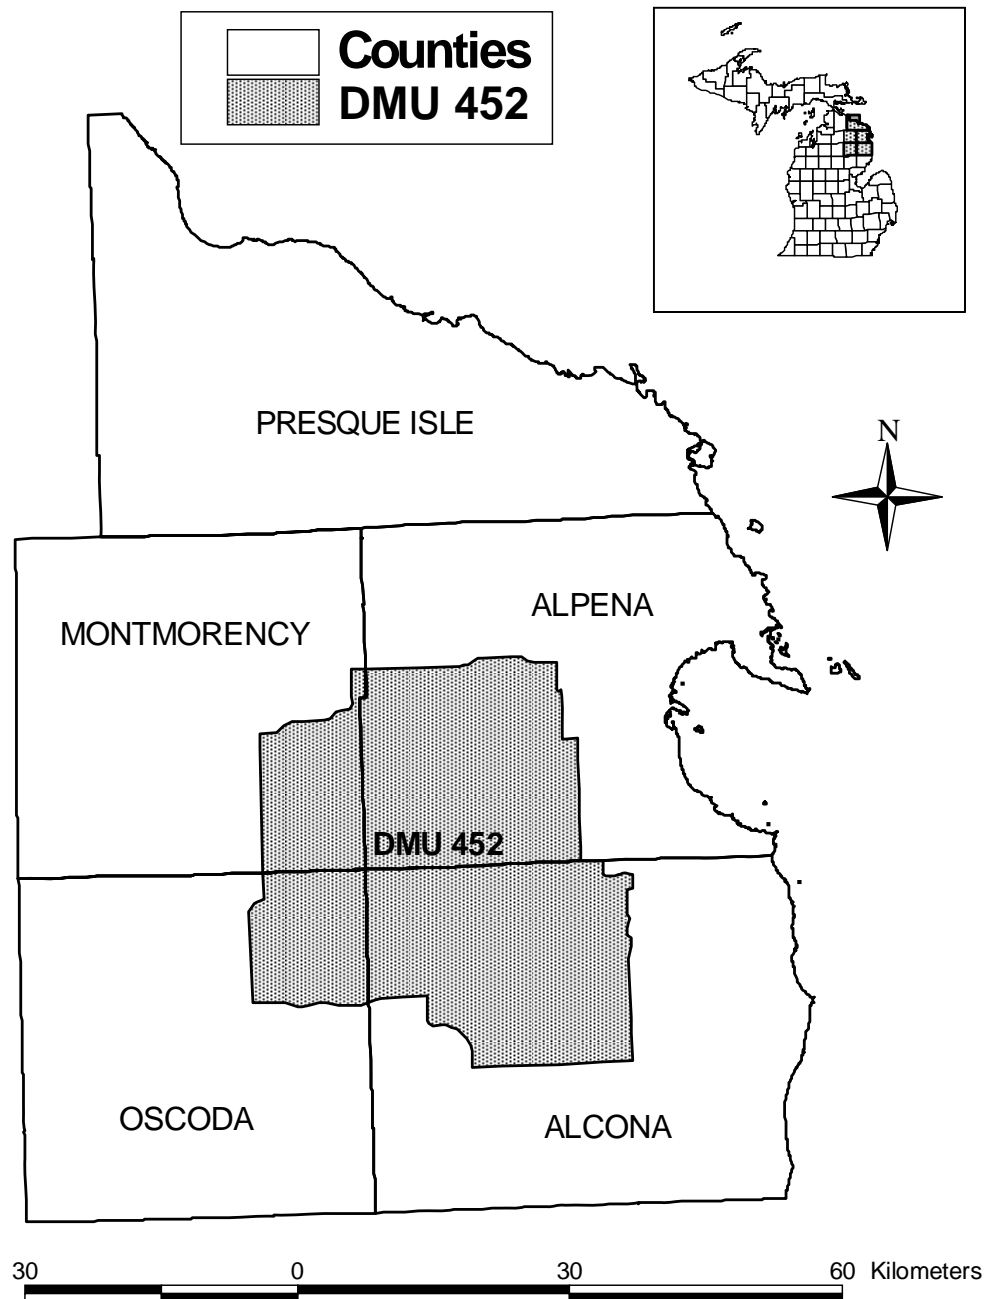 Counties
DMU 452
PRESQUE ISLE
N
ALPENA
MONTMORENCY
DMU 452
OSCODA
ALCONA
30 0 30 60 Kilometers